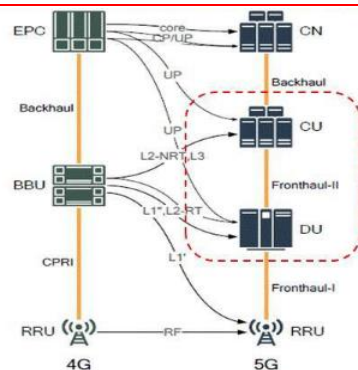 EPC
core
CP/UP
CN
UP
Backhaul
Backhaul
CU
UP
L2-NRT,L3
Fronthaul-II
BBU
L1",L2-RT
DU
CPRI
L1'
Fronthaul-I
RRU
RF
RRU
4G
5G